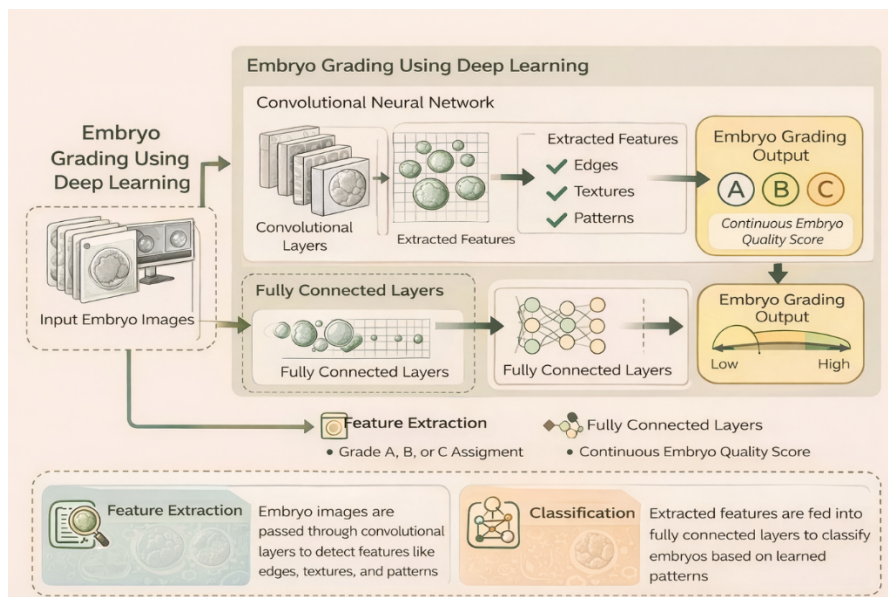 Embryo Grading Using Deep Learning
Convolutional Neural Network
Embryo
Grading Using
Deep Learning
Input Embryo Images
Convolutional
Layers
Extracted Features
Extracted Features
✓ Edges
✓ Textures
✓ Patterns
Embryo Grading
Output
A B C
Continuous Embryo
Quality Score
Fully Connected Layers
Fully Connected Layers
Fully Connected Layers
Embryo Grading
Output
Low High
Feature Extraction
• Grade A, B, or C Assigment
Fully Connected Layers
• Continuous Embryo Quality Score
Feature Extraction
Embryo images are
passed through convolutional
layers to detect features like
edges, textures, and patterns
Classification
Extracted features are fed into
fully connected layers to classify
embryos based on learned
patterns